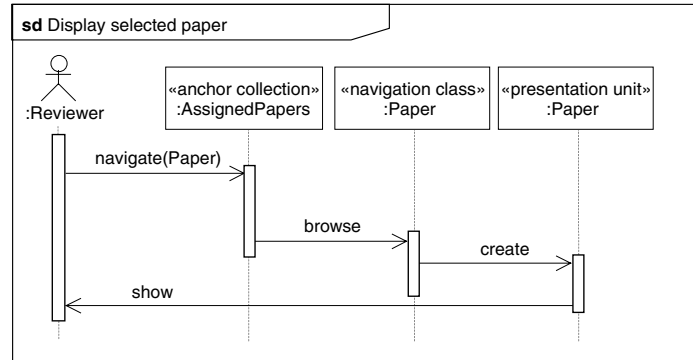 sd Display selected paper
:Reviewer
«anchor collection»
:AssignedPapers
«navigation class»
:Paper
«presentation unit»
:Paper
navigate(Paper)
browse
create
show